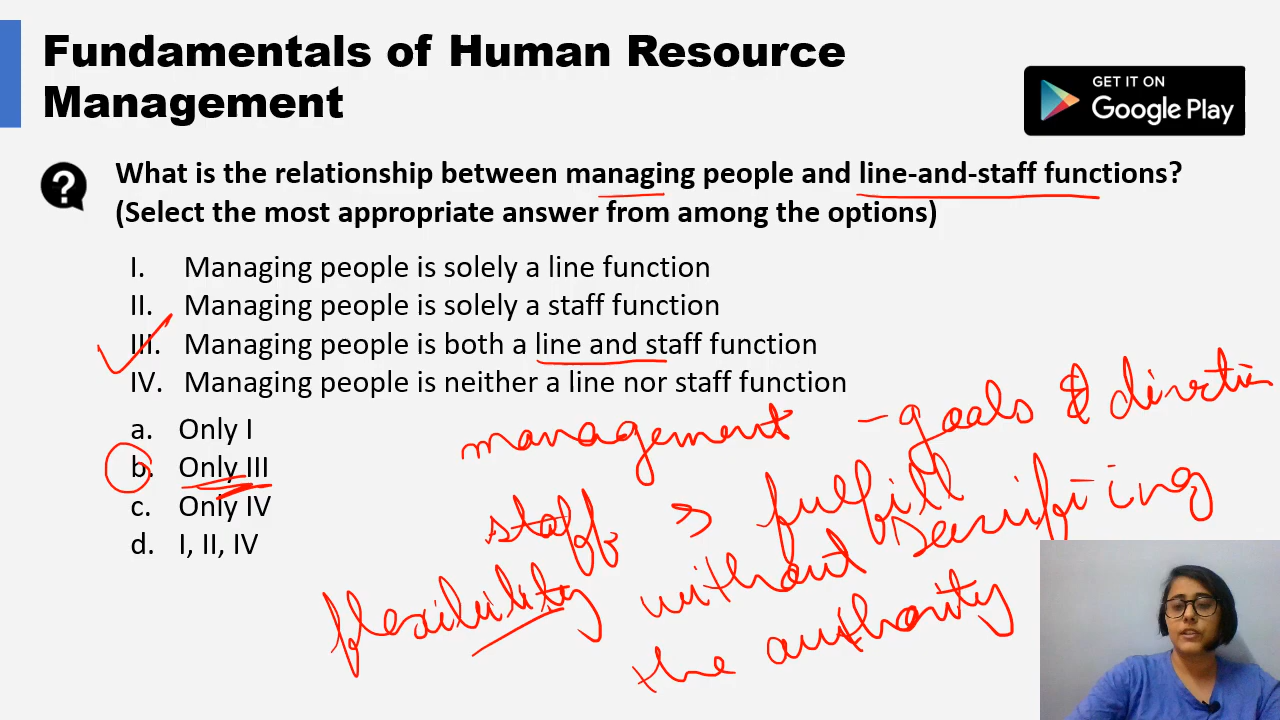 Fundamentals of Human Resource
Management
GET IT ON
Google Play
?
What is the relationship between managing people and line-and-staff functions?
(Select the most appropriate answer from among the options)
I. Managing people is solely a line function
II. Managing people is solely a staff function
III. Managing people is both a line and staff function
IV. Managing people is neither a line nor staff function
a. Only I
b. Only III
c. Only IV
d. I, II, IV
management - goals & direction
staff → fulfill
flexibility without sacrificing
the authority